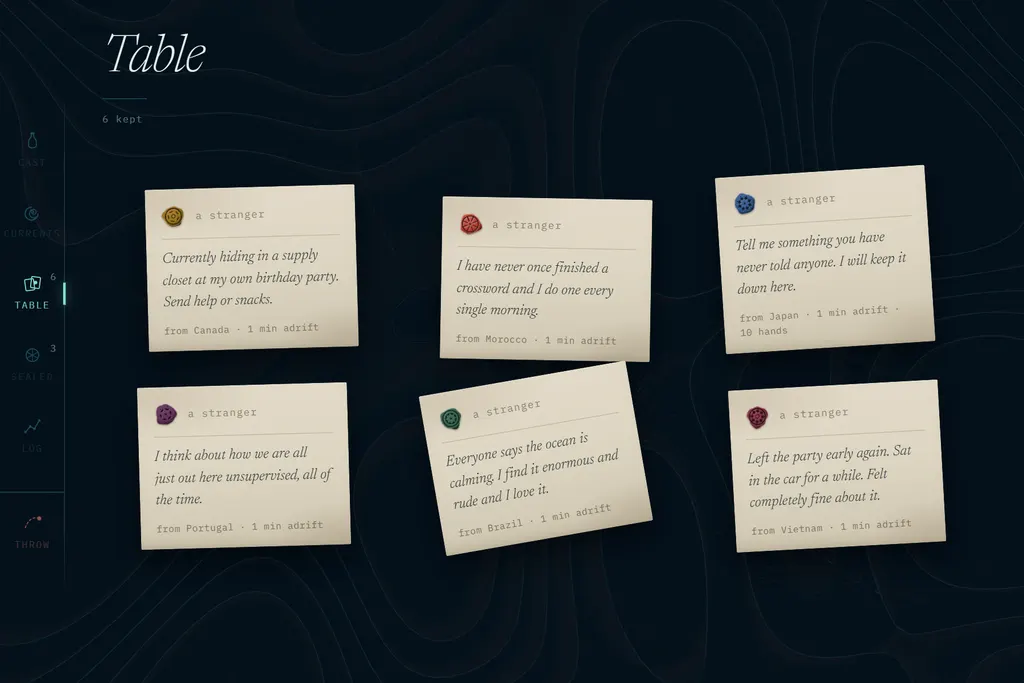 Table
6 kept
CAST
CURRENTS
6
TABLE
3
SEALED
LOG
THROW
a stranger
Currently hiding in a supply
closet at my own birthday party.
Send help or snacks.
from Canada · 1 min adrift
a stranger
I have never once finished a
crossword and I do one every
single morning.
from Morocco · 1 min adrift
a stranger
Tell me something you have
never told anyone. I will keep it
down here.
from Japan · 1 min adrift ·
10 hands
a stranger
I think about how we are all
just out here unsupervised, all of
the time.
from Portugal · 1 min adrift
a stranger
Everyone says the ocean is
calming. I find it enormous and
rude and I love it.
from Brazil · 1 min adrift
a stranger
Left the party early again. Sat
in the car for a while. Felt
completely fine about it.
from Vietnam · 1 min adrift